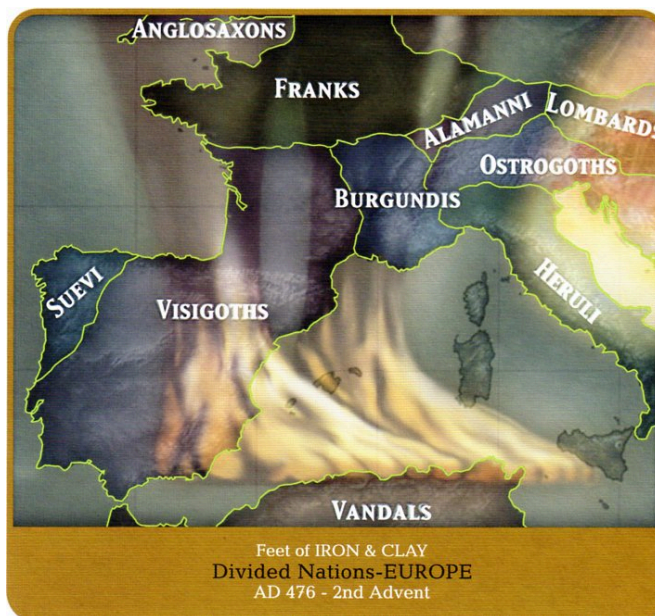 ANGLOSAXONS
FRANKS
ALAMANNI
LOMBARDS
OSTROGOTHS
BURGUNDIS
HERULI
SUEVI
VISIGOTHS
VANDALS
Feet of IRON & CLAY
Divided Nations-EUROPE
AD 476 - 2nd Advent